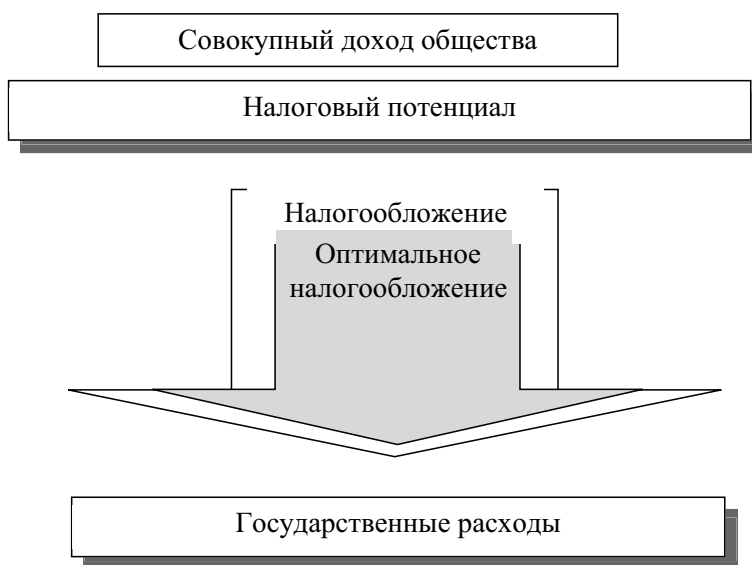 Совокупный доход общества
Налоговый потенциал
Налогообложение
Оптимальное
налогообложение
Государственные расходы